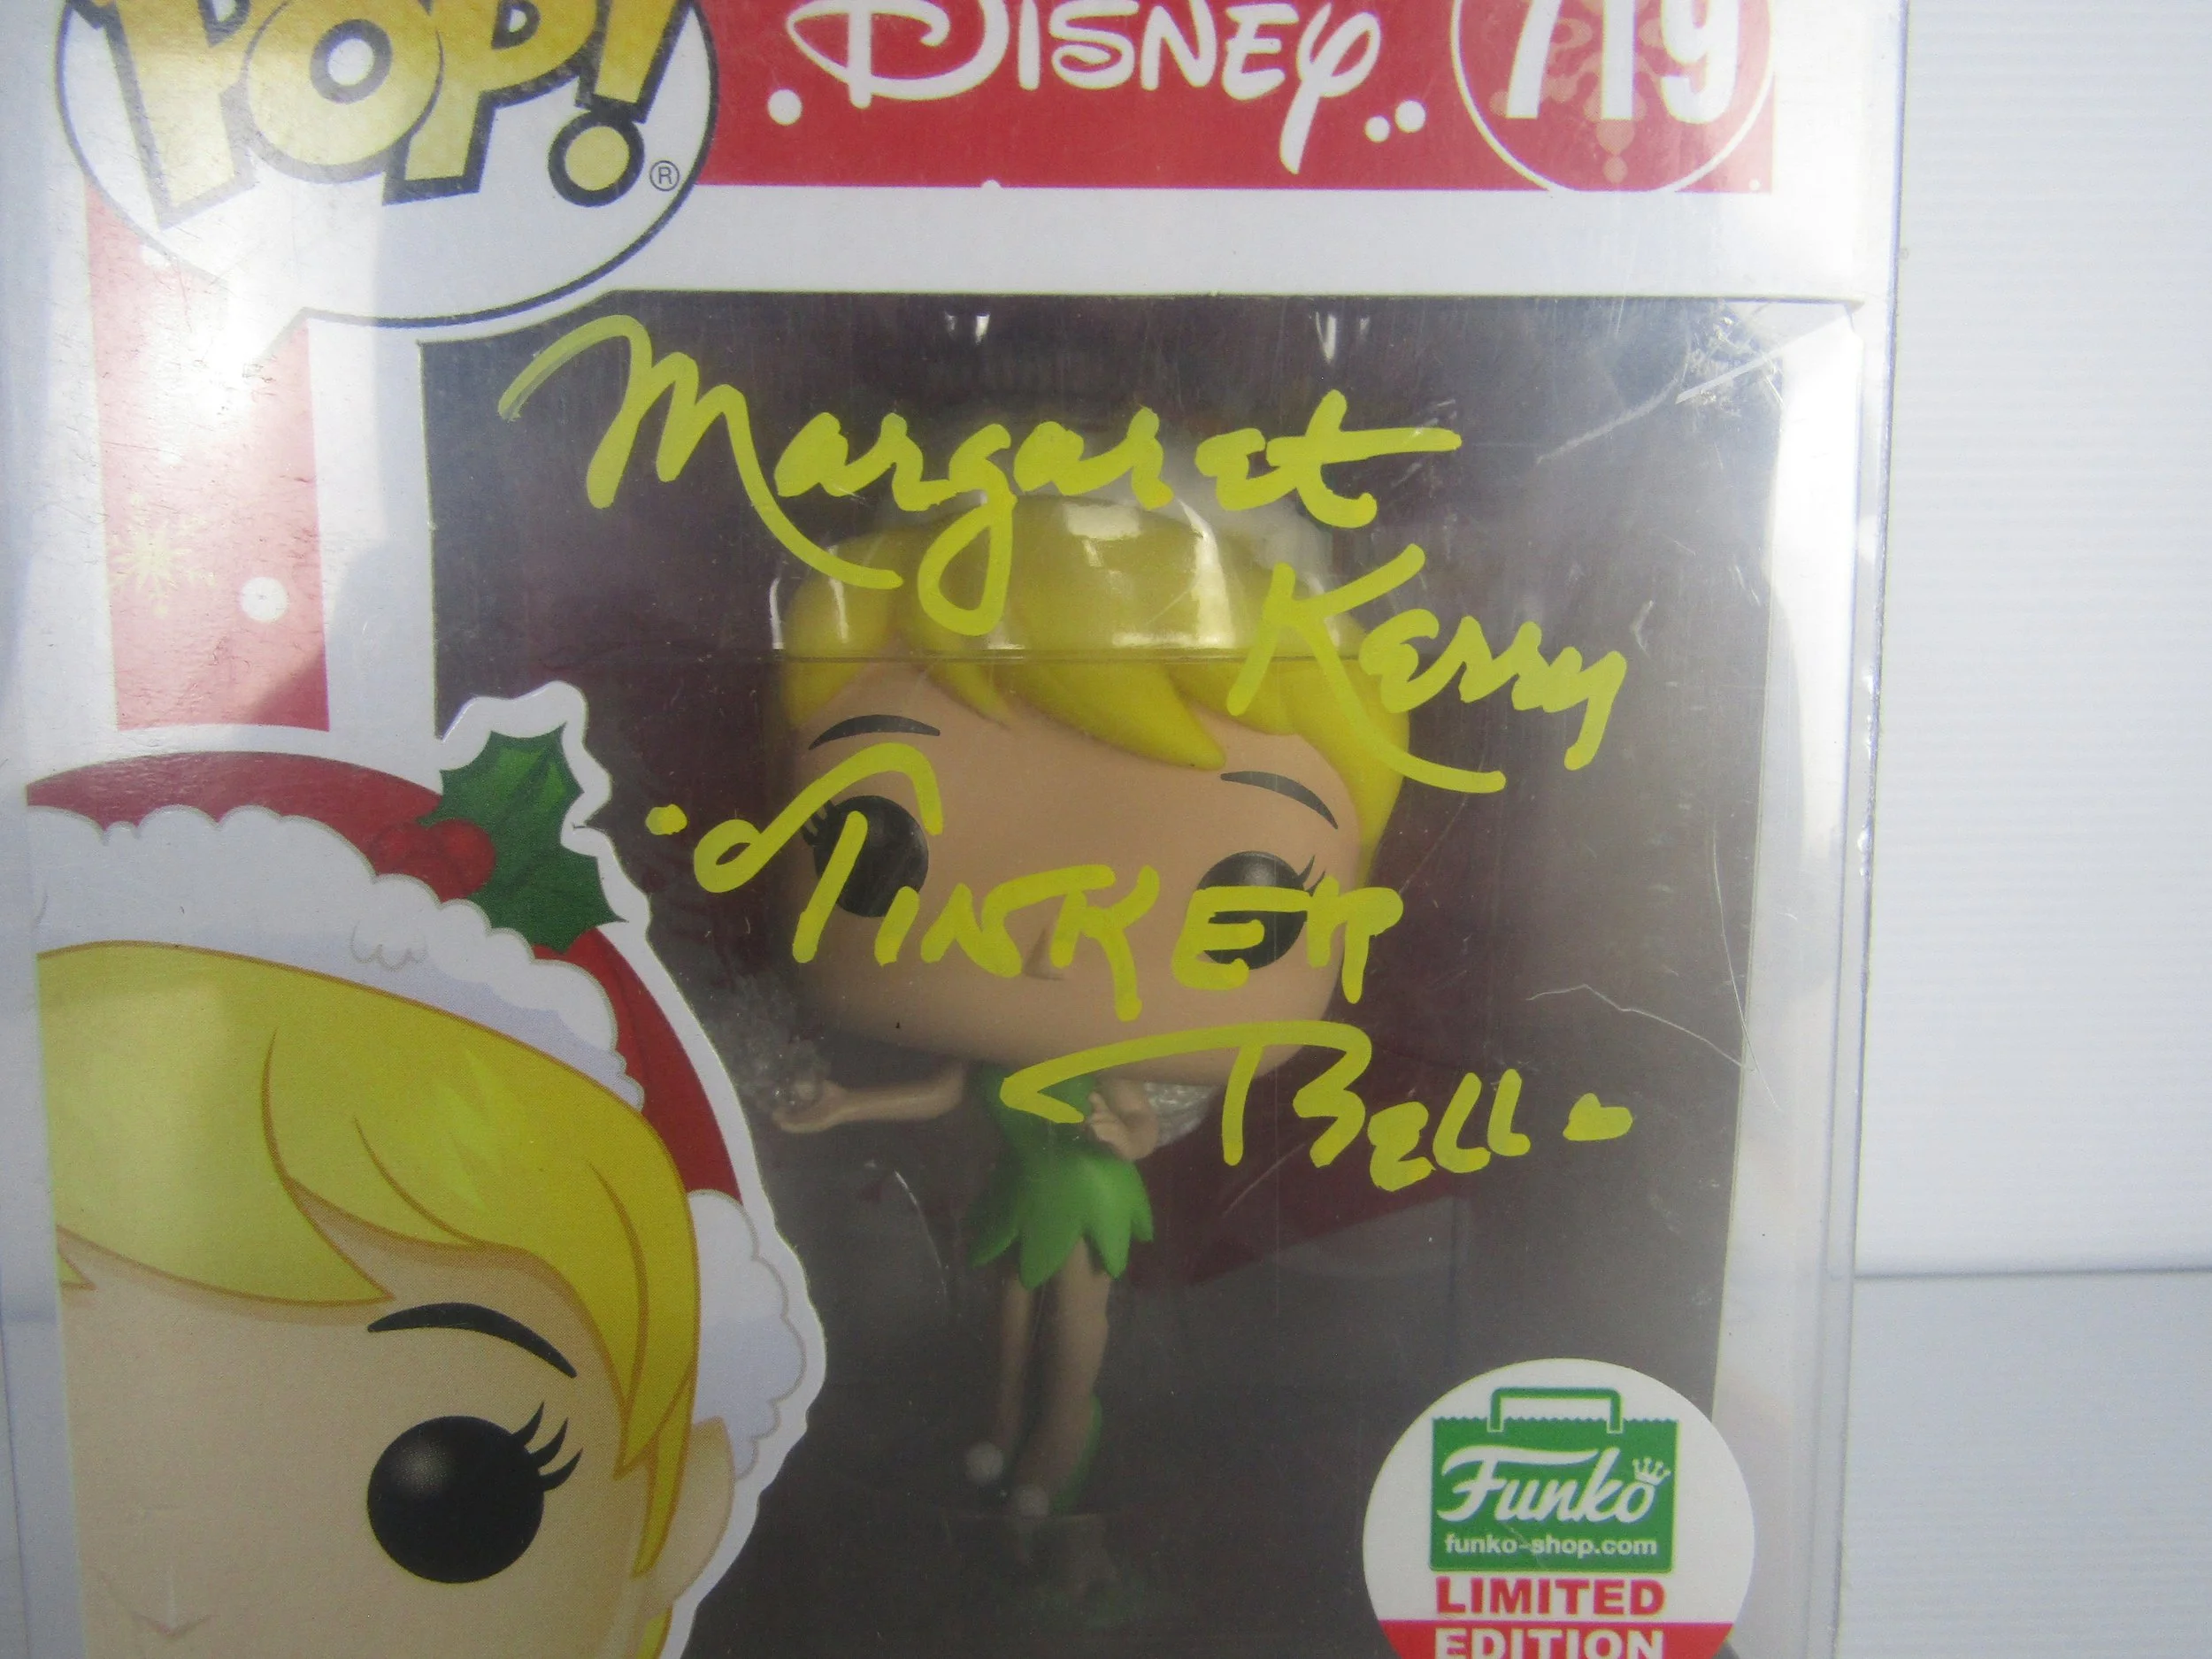 POP! ®
DISNEY
719
Margaret
Kerry
TINKER
BELL
Funko
funko-shop.com
LIMITED
EDITION